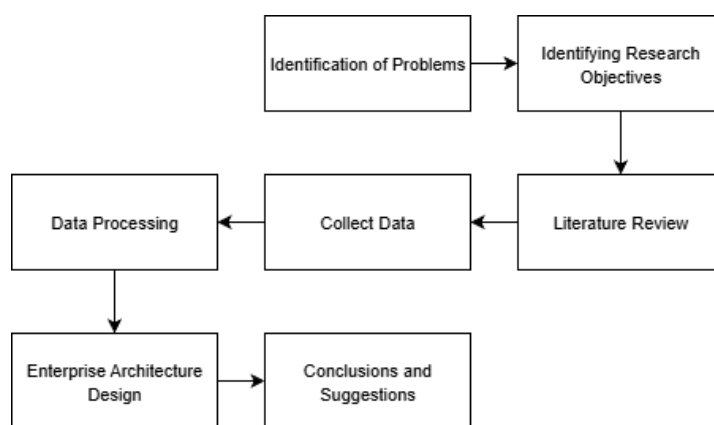 Identification of Problems
Identifying Research
Objectives
Literature Review
Collect Data
Data Processing
Enterprise Architecture
Design
Conclusions and
Suggestions